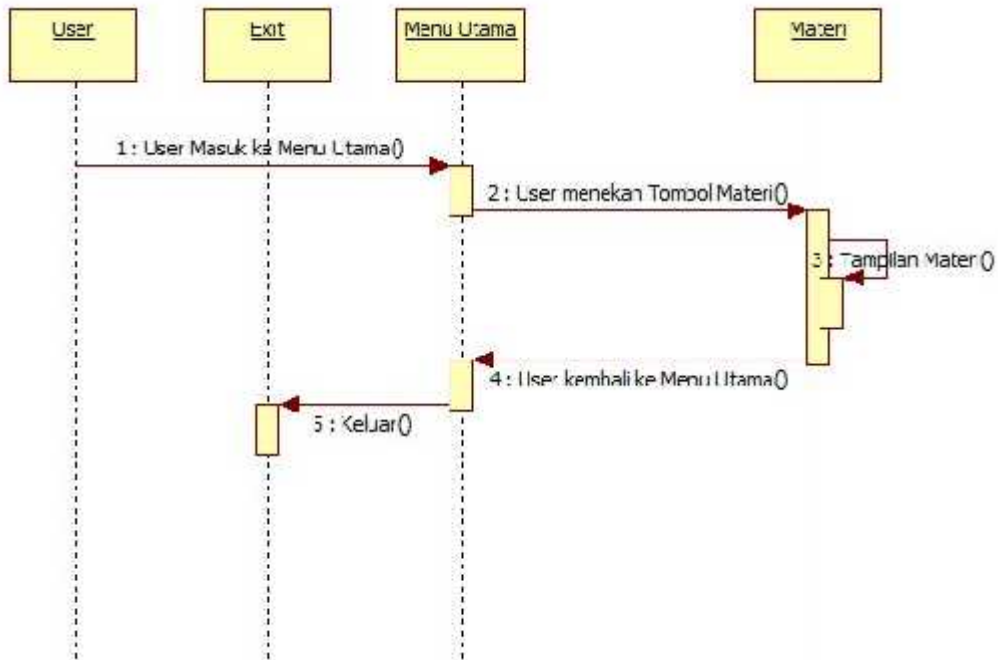 User
Exit
Menu Utama
Materi
1 : User Masuk ke Menu Utama()
2 : User menekan Tombol Materi()
3 : Tampilan Materi()
4 : User kembali ke Menu Utama()
5 : Keluar()